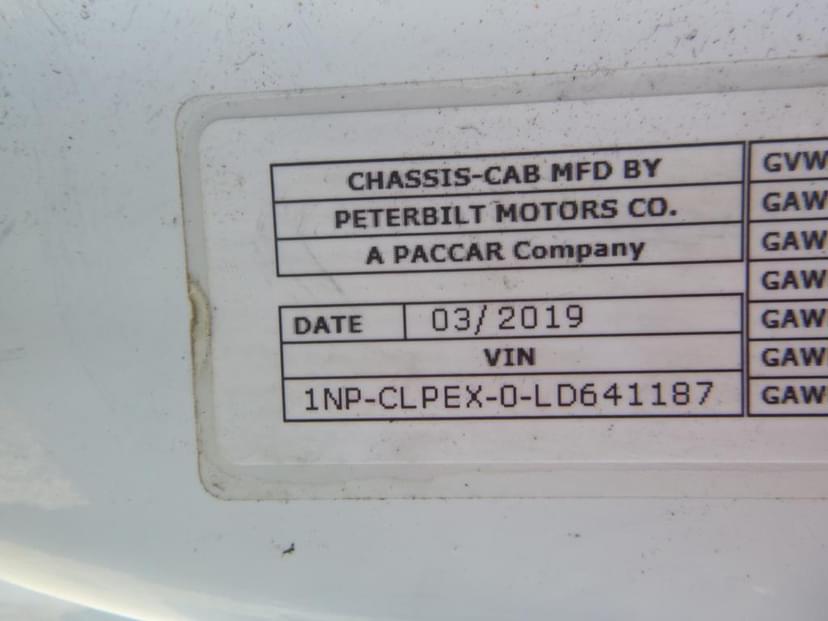 CHASSIS-CAB MFD BY
PETERBILT MOTORS CO.
A PACCAR Company
DATE 03/2019
VIN
1NP-CLPEX-0-LD641187
GVW
GAW
GAW
GAW
GAW
GAW
GAW